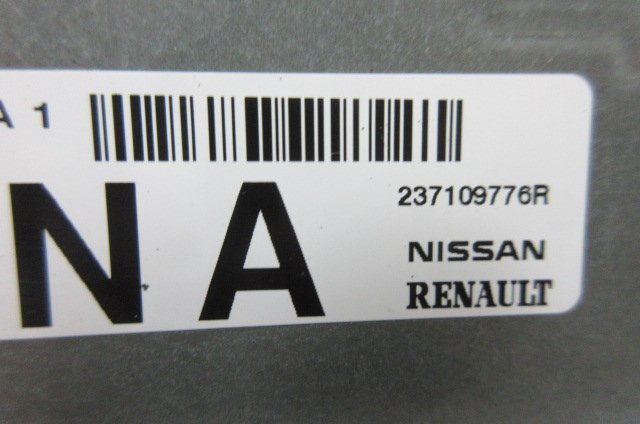 A 1
237109776R
NA
NISSAN
RENAULT